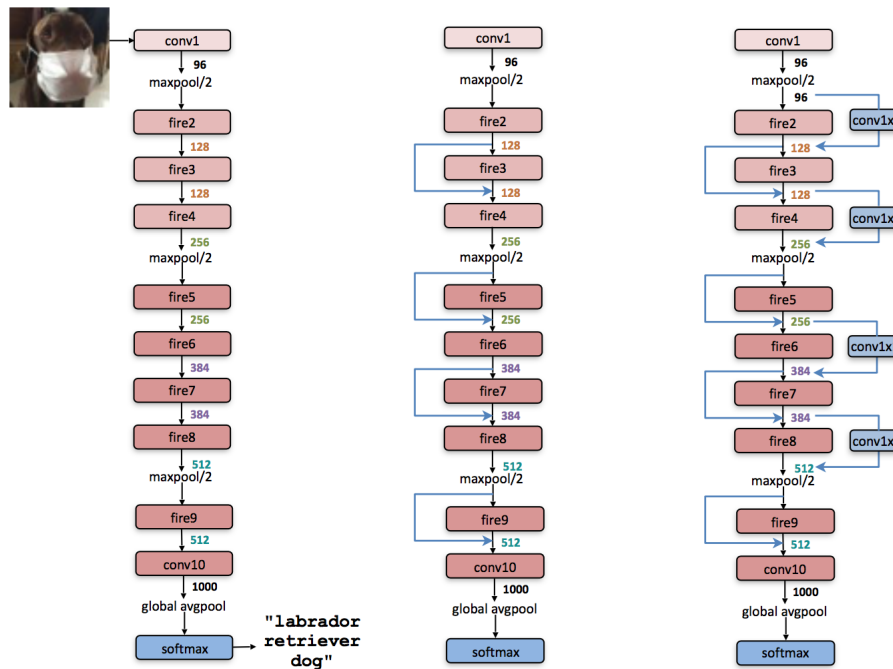 conv1
96
maxpool/2
fire2
128
fire3
128
fire4
256
maxpool/2
fire5
256
fire6
384
fire7
384
fire8
512
maxpool/2
fire9
512
conv10
1000
global avgpool
softmax
"labrador
retriever
dog"
conv1
96
maxpool/2
fire2
128
fire3
128
fire4
256
maxpool/2
fire5
256
fire6
384
fire7
384
fire8
512
maxpool/2
fire9
512
conv10
1000
global avgpool
softmax
conv1
96
maxpool/2
96
conv1x
fire2
128
fire3
128
conv1x
fire4
256
maxpool/2
fire5
256
conv1x
fire6
384
fire7
384
conv1x
fire8
512
maxpool/2
fire9
512
conv10
1000
global avgpool
softmax